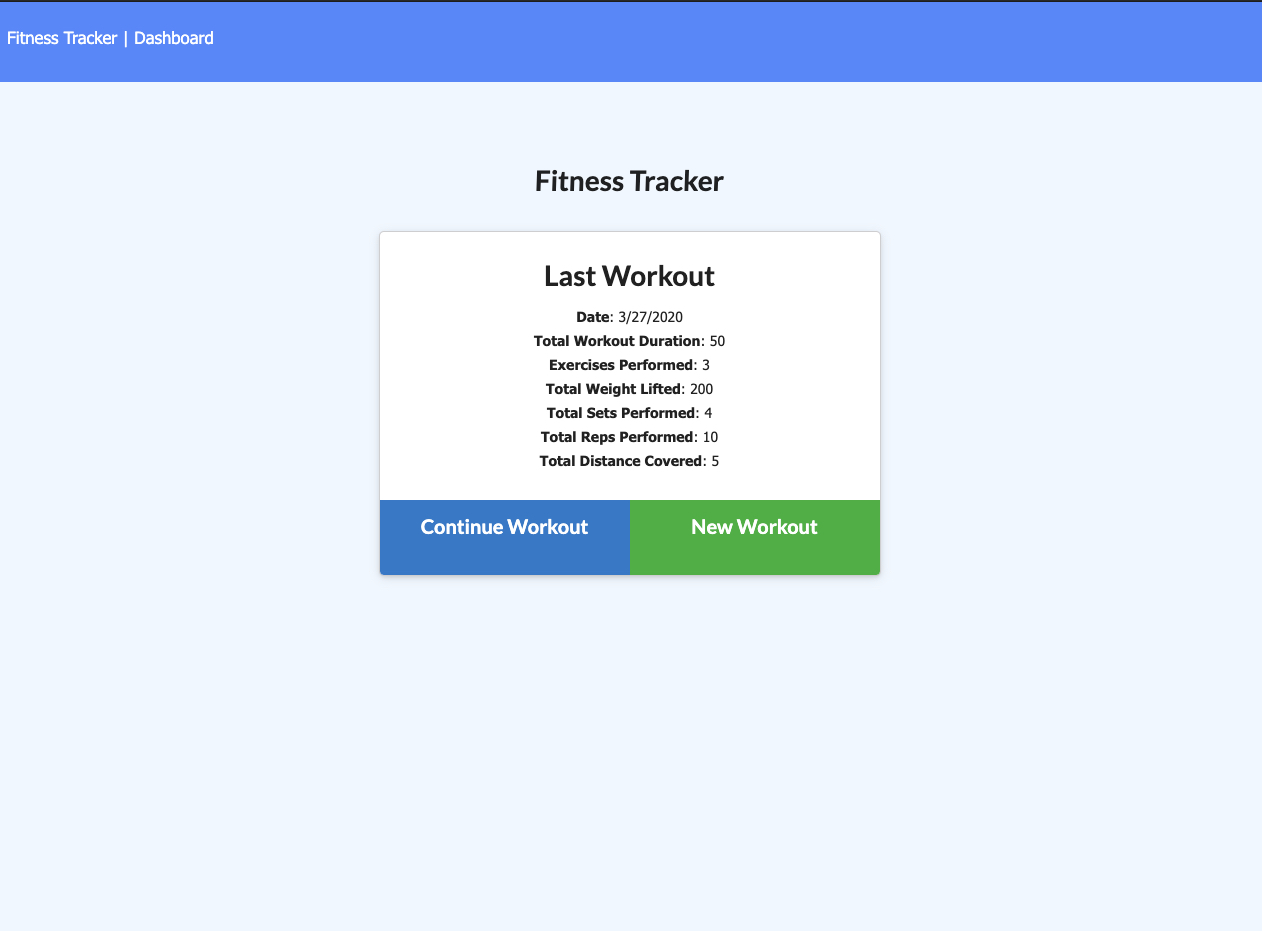 Fitness Tracker | Dashboard
Fitness Tracker
Last Workout
Date: 3/27/2020
Total Workout Duration: 50
Exercises Performed: 3
Total Weight Lifted: 200
Total Sets Performed: 4
Total Reps Performed: 10
Total Distance Covered: 5
Continue Workout
New Workout